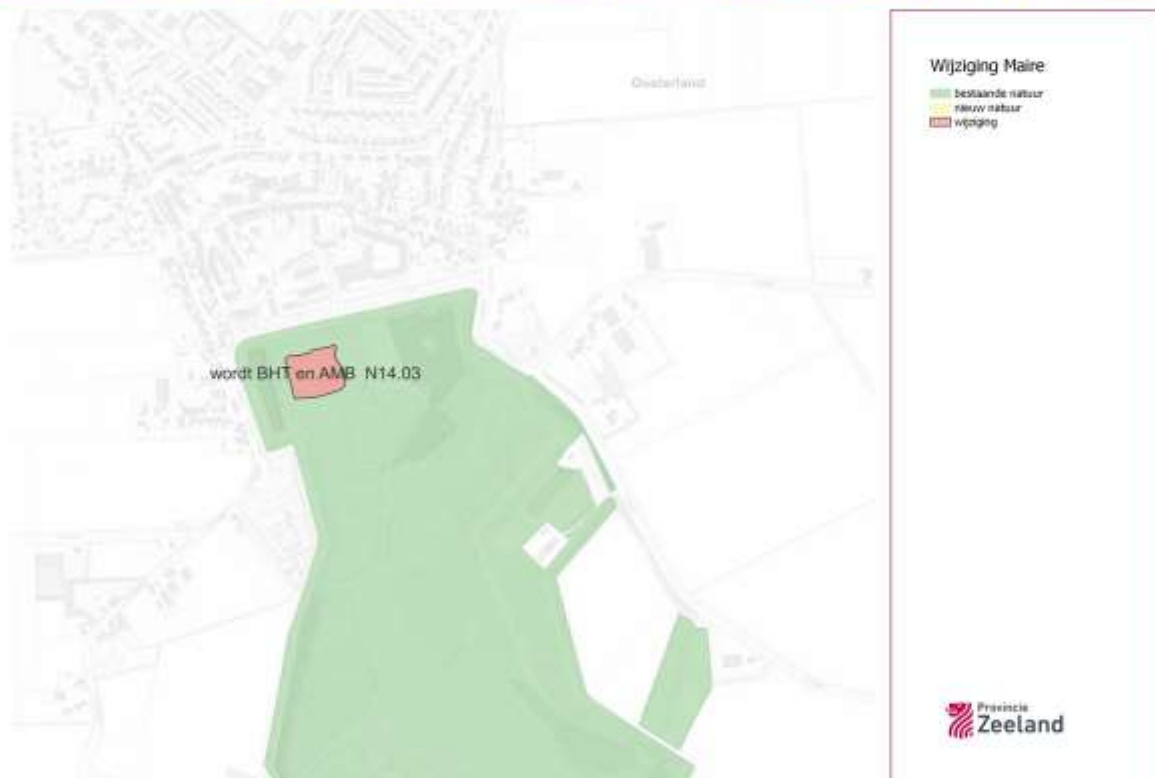 Oosterland
..wordt BHT en AMB N14.03
Wijziging Maire
bestaande natuur
nieuw natuur
wijziging
Provincie
Zeeland